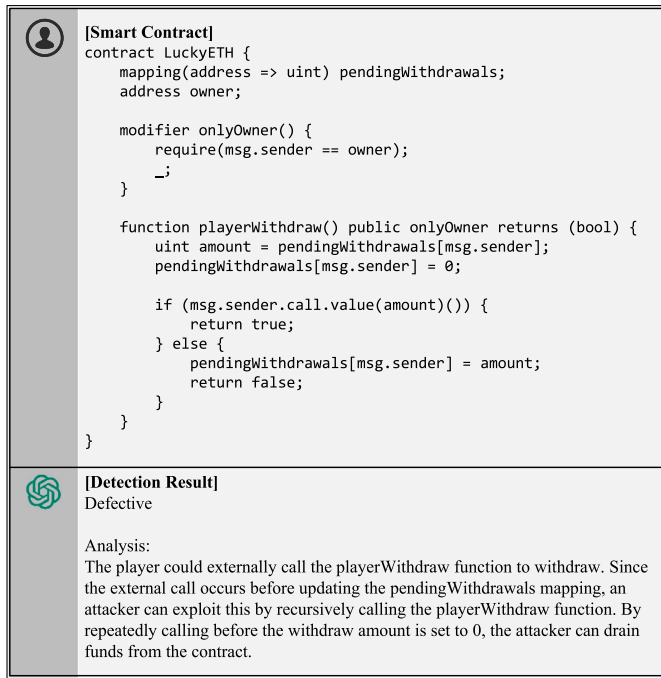 [Smart Contract]
contract LuckyETH {
    mapping(address => uint) pendingWithdrawals;
    address owner;

    modifier onlyOwner() {
        require(msg.sender == owner);
        _;
    }

    function playerWithdraw() public onlyOwner returns (bool) {
        uint amount = pendingWithdrawals[msg.sender];
        pendingWithdrawals[msg.sender] = 0;

        if (msg.sender.call.value(amount)()) {
            return true;
        } else {
            pendingWithdrawals[msg.sender] = amount;
            return false;
        }
    }
}
[Detection Result]
Defective

Analysis:
The player could externally call the playerWithdraw function to withdraw. Since
the external call occurs before updating the pendingWithdrawals mapping, an
attacker can exploit this by recursively calling the playerWithdraw function. By
repeatedly calling before the withdraw amount is set to 0, the attacker can drain
funds from the contract.